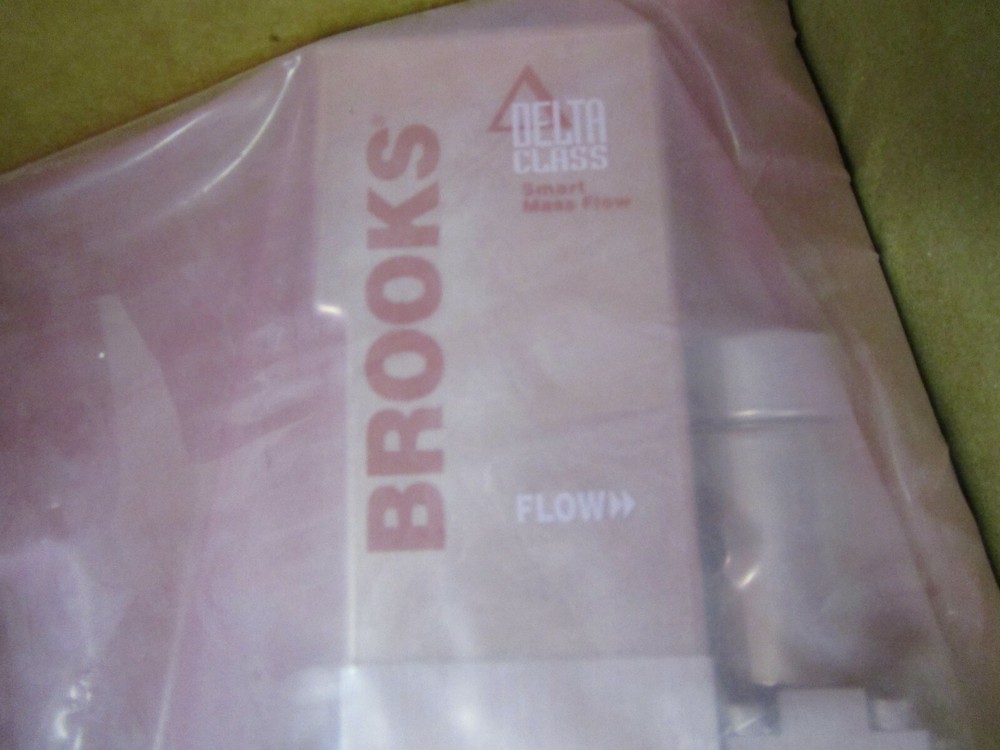 BROOKS®
DELTA
CLASS
Smart
Mass Flow
FLOW